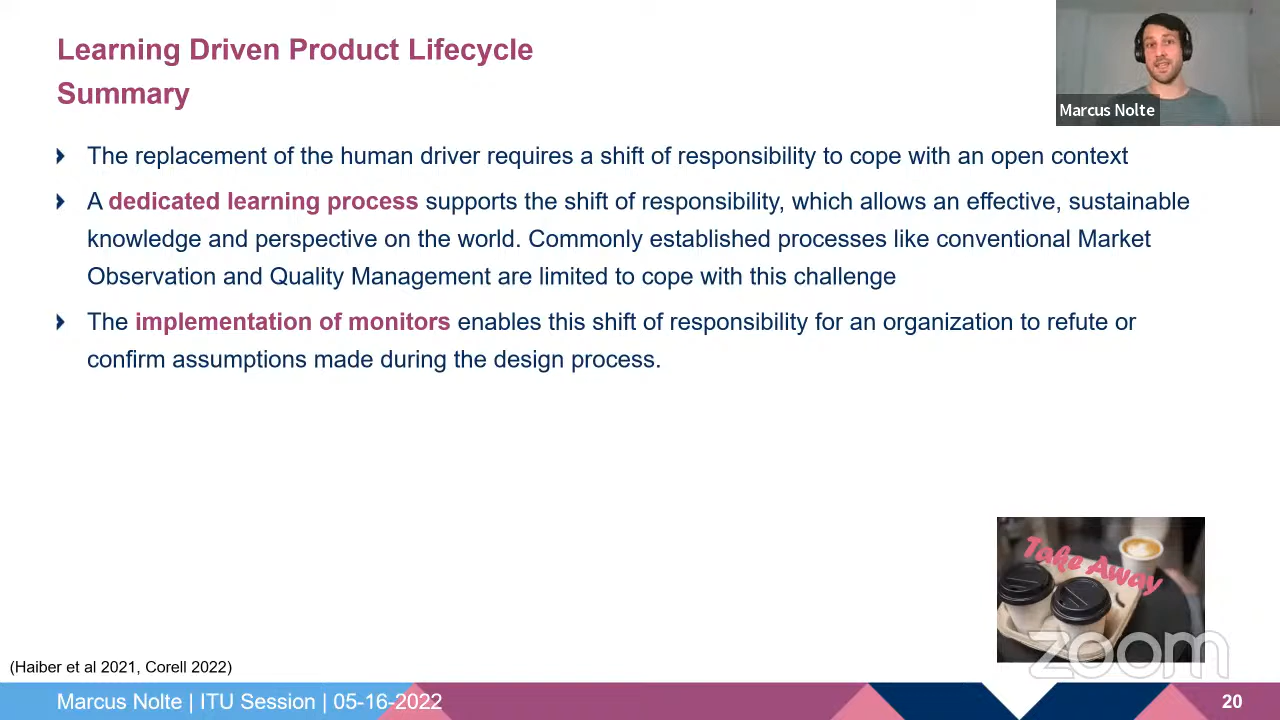 Learning Driven Product Lifecycle
Summary
Marcus Nolte
The replacement of the human driver requires a shift of responsibility to cope with an open context
A dedicated learning process supports the shift of responsibility, which allows an effective, sustainable
knowledge and perspective on the world. Commonly established processes like conventional Market
Observation and Quality Management are limited to cope with this challenge
The implementation of monitors enables this shift of responsibility for an organization to refute or
confirm assumptions made during the design process.
Take Away
zoom
(Haiber et al 2021, Corell 2022)
Marcus Nolte | ITU Session | 05-16-2022
20